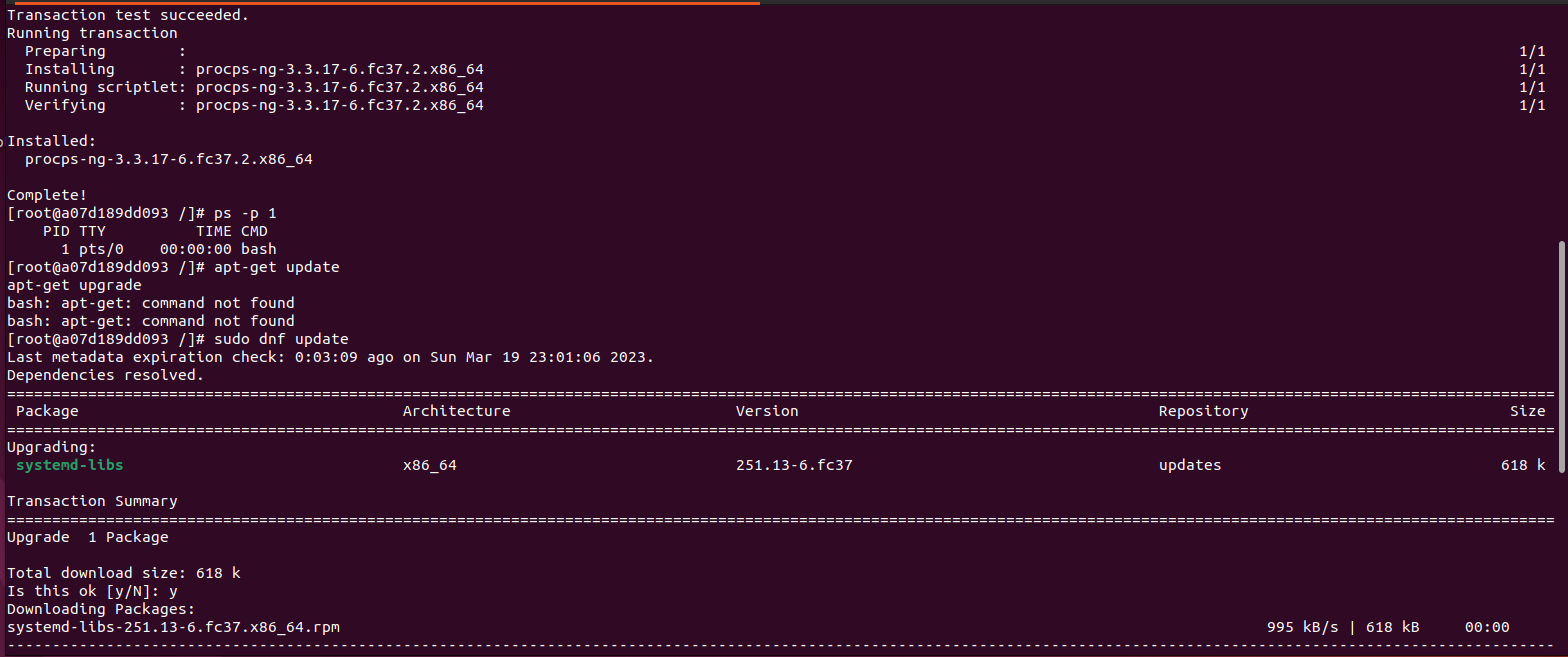 Transaction test succeeded.
Running transaction
  Preparing        :                                                        1/1
  Installing       : procps-ng-3.3.17-6.fc37.2.x86_64                       1/1
  Running scriptlet: procps-ng-3.3.17-6.fc37.2.x86_64                       1/1
  Verifying        : procps-ng-3.3.17-6.fc37.2.x86_64                       1/1
Installed:
  procps-ng-3.3.17-6.fc37.2.x86_64
Complete!
[root@a07d189dd093 /]# ps -p 1
    PID TTY          TIME CMD
      1 pts/0    00:00:00 bash
[root@a07d189dd093 /]# apt-get update
apt-get upgrade
bash: apt-get: command not found
bash: apt-get: command not found
[root@a07d189dd093 /]# sudo dnf update
Last metadata expiration check: 0:03:09 ago on Sun Mar 19 23:01:06 2023.
Dependencies resolved.
 Package          Architecture          Version          Repository          Size
Upgrading:
 systemd-libs     x86_64                251.13-6.fc37    updates             618 k
Transaction Summary
Upgrade  1 Package
Total download size: 618 k
Is this ok [y/N]: y
Downloading Packages:
systemd-libs-251.13-6.fc37.x86_64.rpm          995 kB/s | 618 kB     00:00